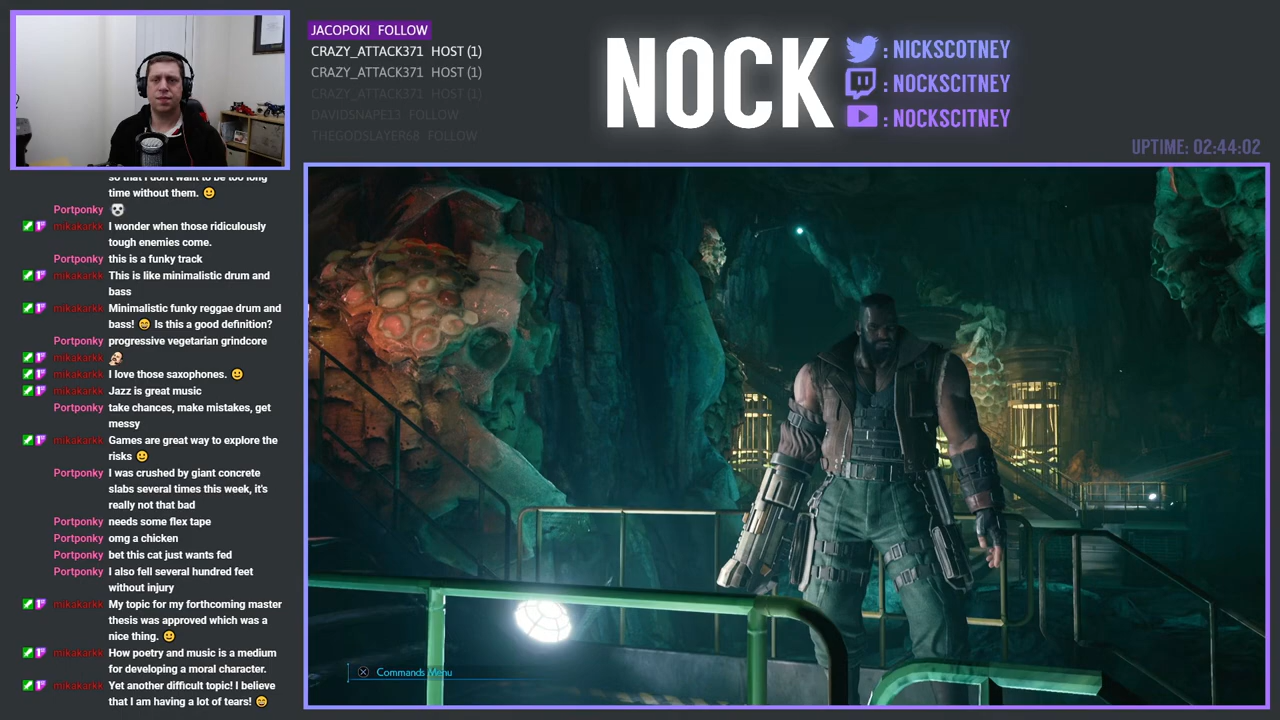 JACOPOKI FOLLOW
CRAZY_ATTACK371 HOST (1)
CRAZY_ATTACK371 HOST (1)
CRAZY_ATTACK371 HOST (1)
DAVIDSNAPE13 FOLLOW
THEGODSLAYER68 FOLLOW
NOCK
: NICKSCOTNEY
: NOCKSCITNEY
: NOCKSCITNEY
UPTIME: 02:44:02
so that I don't want to be too long
time without them.
Portponky
mikakarkk I wonder when those ridiculously
tough enemies come.
Portponky this is a funky track
mikakarkk This is like minimalistic drum and
bass
mikakarkk Minimalistic funky reggae drum and
bass! Is this a good definition?
Portponky progressive vegetarian grindcore
mikakarkk
mikakarkk I love those saxophones.
mikakarkk Jazz is great music
Portponky take chances, make mistakes, get
messy
mikakarkk Games are great way to explore the
risks
Portponky I was crushed by giant concrete
slabs several times this week, it's
really not that bad
Portponky needs some flex tape
Portponky omg a chicken
Portponky bet this cat just wants fed
Portponky I also fell several hundred feet
without injury
mikakarkk My topic for my forthcoming master
thesis was approved which was a
nice thing.
mikakarkk How poetry and music is a medium
for developing a moral character.
mikakarkk Yet another difficult topic! I believe
that I am having a lot of tears!
Commands Menu